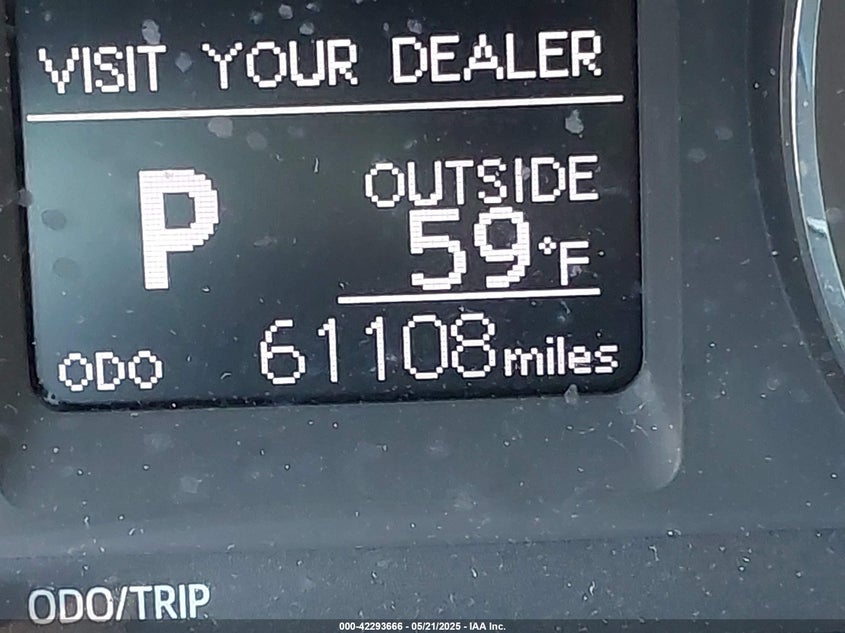 VISIT YOUR DEALER
P
OUTSIDE
59°F
ODO 61108 miles
ODO/TRIP
000-42293666 - 05/21/2025 - IAA Inc.